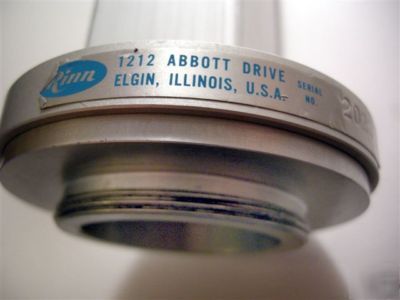 Rinn
1212 ABBOTT DRIVE
ELGIN, ILLINOIS, U.S.A.
SERIAL
NO.